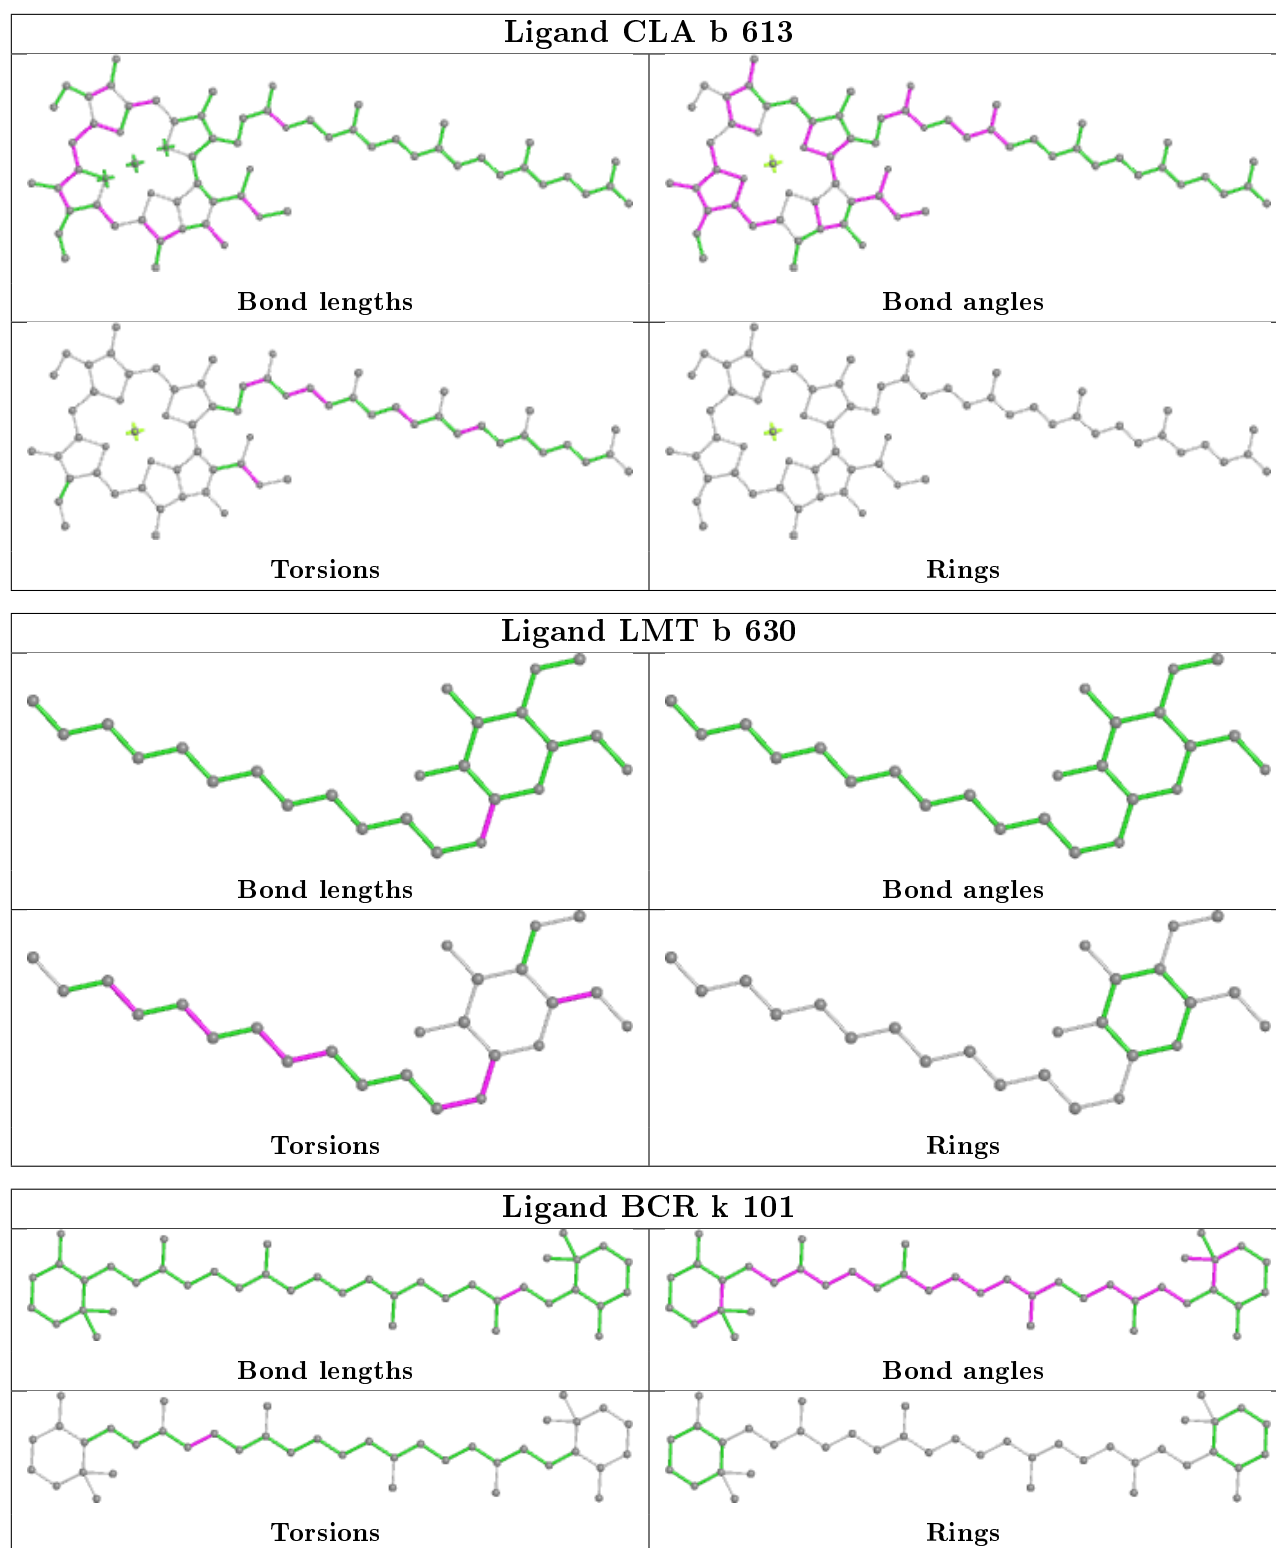 Ligand CLA b 613
Bond lengths
Bond angles
Torsions
Rings
Ligand LMT b 630
Bond lengths
Bond angles
Torsions
Rings
Ligand BCR k 101
Bond lengths
Bond angles
Torsions
Rings